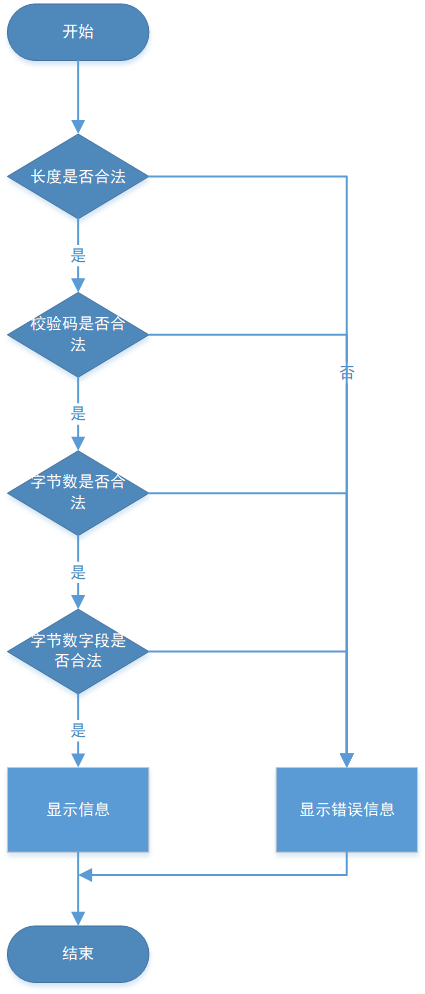 开始
长度是否合法
是
校验码是否合
法
否
是
字节数是否合
法
是
字节数字段是
否合法
是
显示信息
显示错误信息
结束